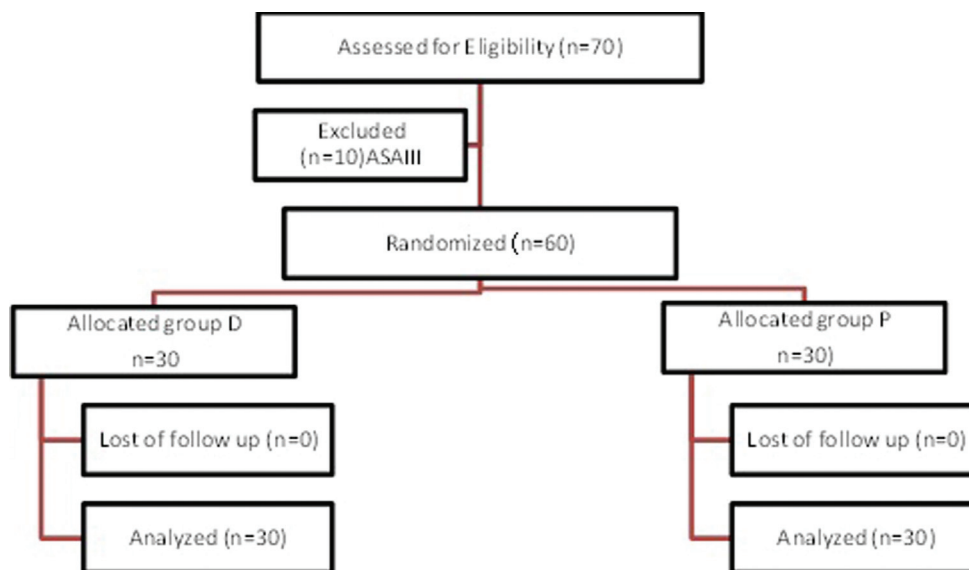 Assessed for Eligibility (n=70)
Excluded
(n=10)ASAIII
Randomized (n=60)
Allocated group D
n=30
Allocated group P
n=30)
Lost of follow up (n=0)
Lost of follow up (n=0)
Analyzed (n=30)
Analyzed (n=30)